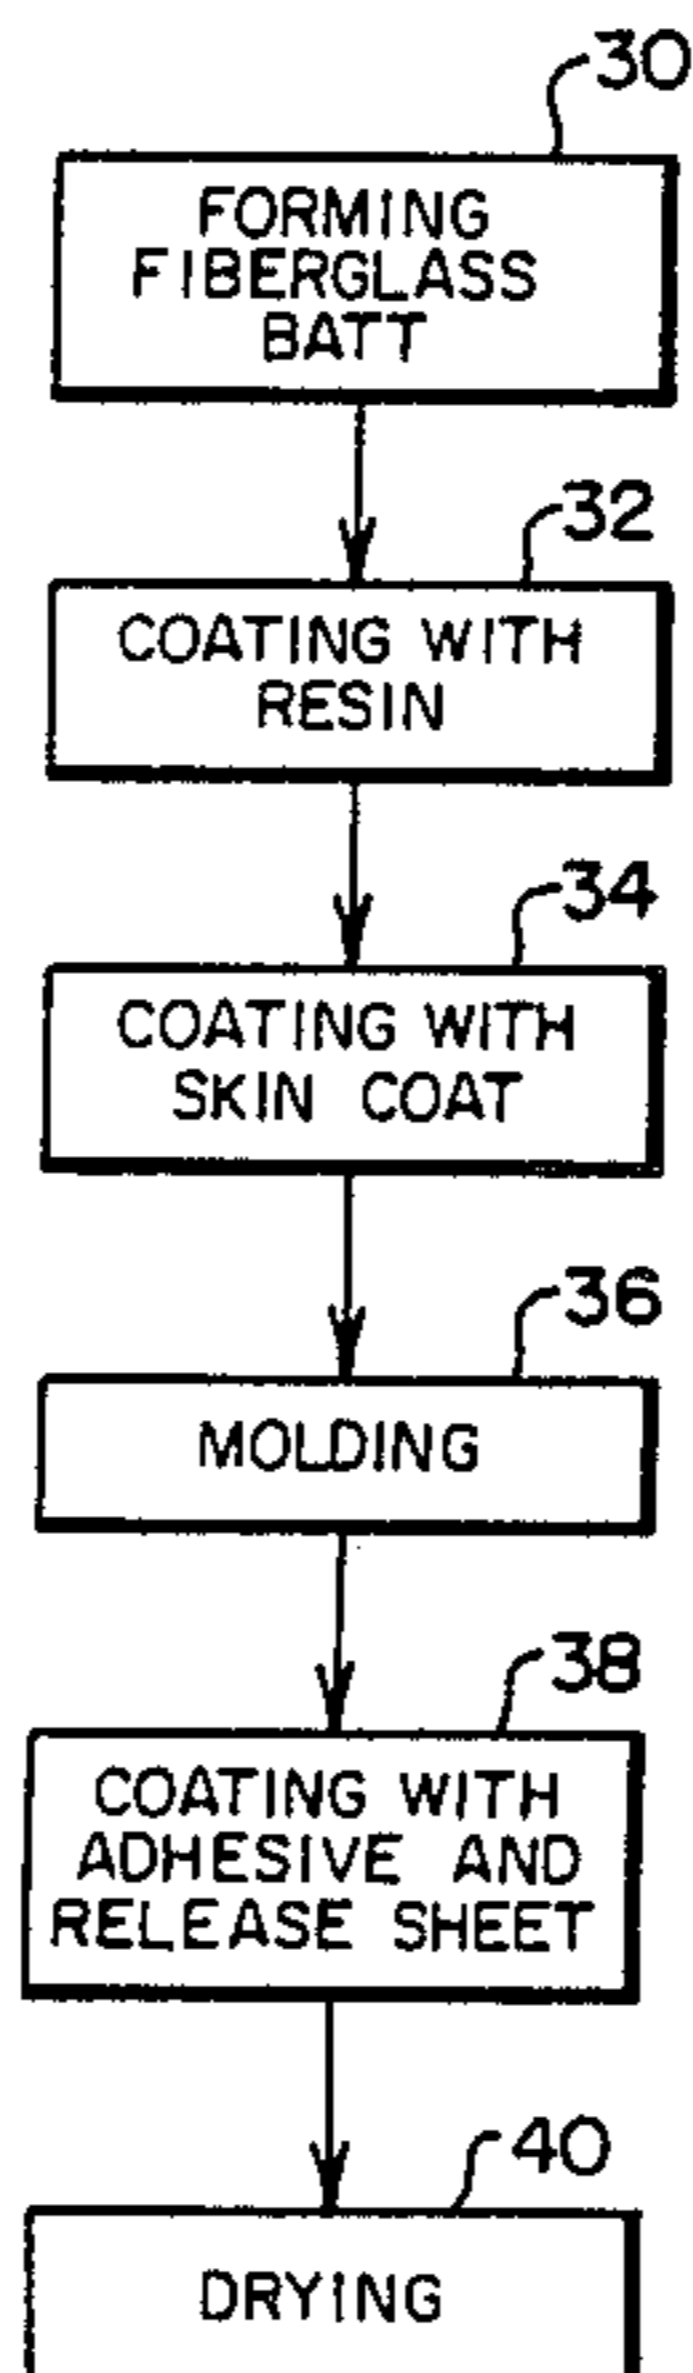 30
FORMING
FIBERGLASS
BATT
32
COATING WITH
RESIN
34
COATING WITH
SKIN COAT
36
MOLDING
38
COATING WITH
ADHESIVE AND
RELEASE SHEET
40
DRYING